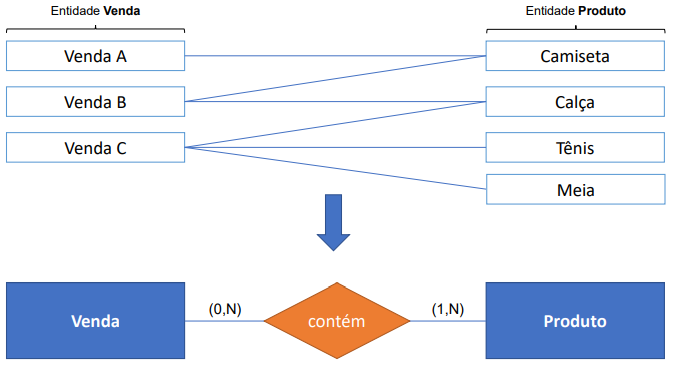 Entidade Venda
Entidade Produto
Venda A
Camiseta
Venda B
Calça
Venda C
Tênis
Meia
Venda
(0,N)
contém
(1,N)
Produto